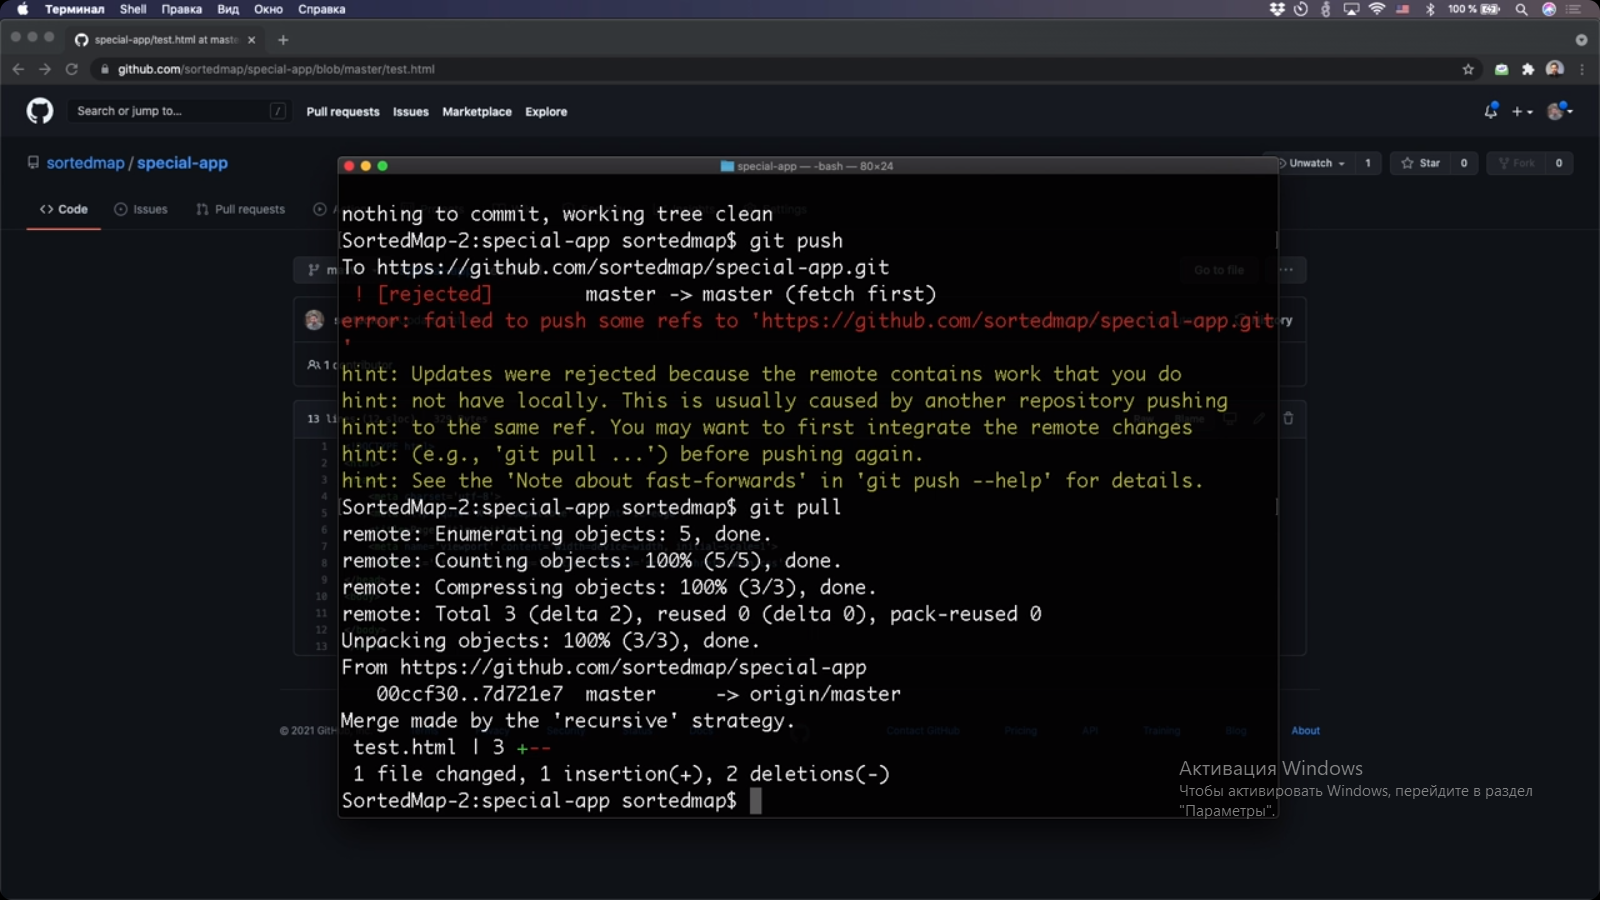 Терминал Shell Правка Вид Окно Справка 100 %
special-app/test.html at maste
github.com/sortedmap/special-app/blob/master/test.html
Search or jump to... / Pull requests Issues Marketplace Explore
sortedmap / special-app Unwatch 1 Star 0 Fork 0
special-app — -bash — 80×24
<> Code Issues Pull requests
nothing to commit, working tree clean
SortedMap-2:special-app sortedmap$ git push
To https://github.com/sortedmap/special-app.git
Go to file
! [rejected] master -> master (fetch first)
error: failed to push some refs to 'https://github.com/sortedmap/special-app.git
'
hint: Updates were rejected because the remote contains work that you do
hint: not have locally. This is usually caused by another repository pushing
hint: to the same ref. You may want to first integrate the remote changes
hint: (e.g., 'git pull ...') before pushing again.
hint: See the 'Note about fast-forwards' in 'git push --help' for details.
SortedMap-2:special-app sortedmap$ git pull
remote: Enumerating objects: 5, done.
remote: Counting objects: 100% (5/5), done.
remote: Compressing objects: 100% (3/3), done.
remote: Total 3 (delta 2), reused 0 (delta 0), pack-reused 0
Unpacking objects: 100% (3/3), done.
From https://github.com/sortedmap/special-app
00ccf30..7d721e7 master -> origin/master
Merge made by the 'recursive' strategy.
test.html | 3 +--
1 file changed, 1 insertion(+), 2 deletions(-)
SortedMap-2:special-app sortedmap$
© 2021 Contact GitHub Pricing API Training Blog About
Активация Windows
Чтобы активировать Windows, перейдите в раздел
"Параметры".